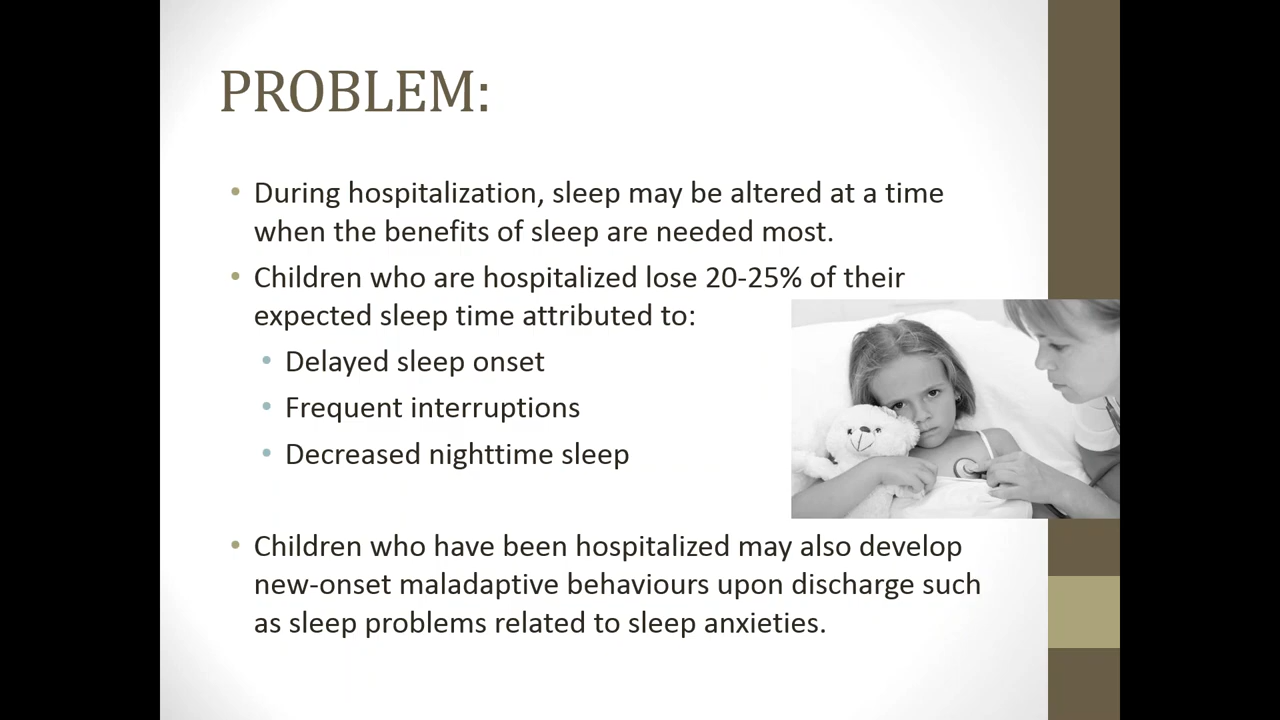 PROBLEM:
• During hospitalization, sleep may be altered at a time
when the benefits of sleep are needed most.
• Children who are hospitalized lose 20-25% of their
expected sleep time attributed to:
• Delayed sleep onset
• Frequent interruptions
• Decreased nighttime sleep
• Children who have been hospitalized may also develop
new-onset maladaptive behaviours upon discharge such
as sleep problems related to sleep anxieties.